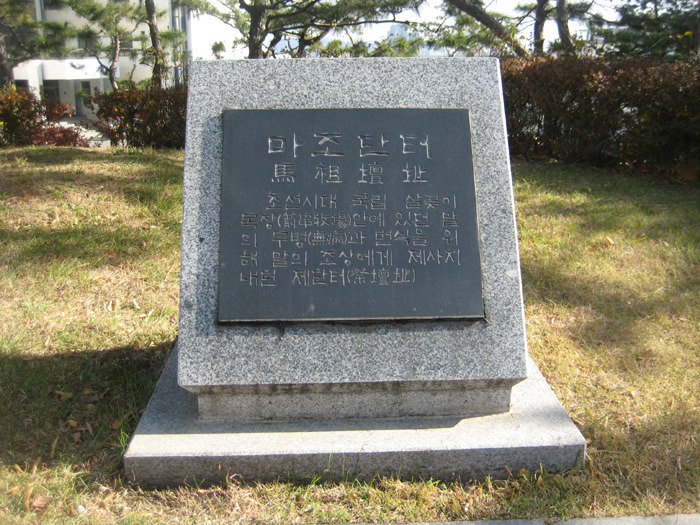 마조단터
馬祖壇址
조선시대 국립 살곶이
목장(箭串牧場)안에 있던 말
의 무병(無病)과 번식을 위
해 말의 조상에게 제사지
내던 제단터(祭壇址)